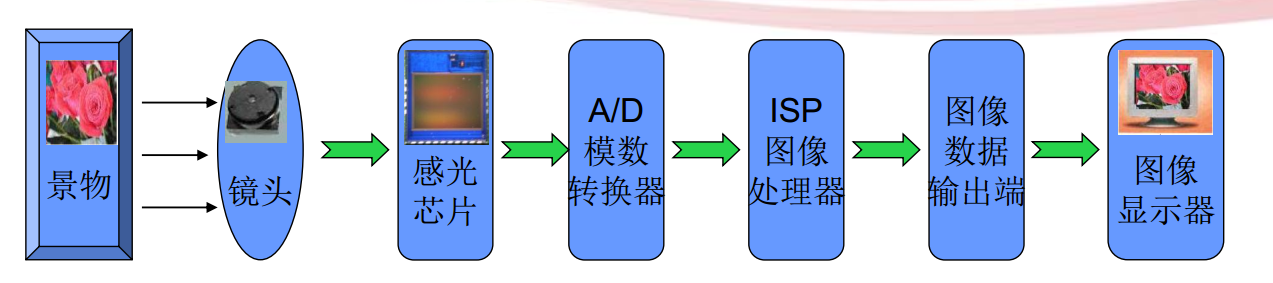 景物
镜头
感光
芯片
A/D
模数
转换器
ISP
图像
处理器
图像
数据
输出端
图像
显示器